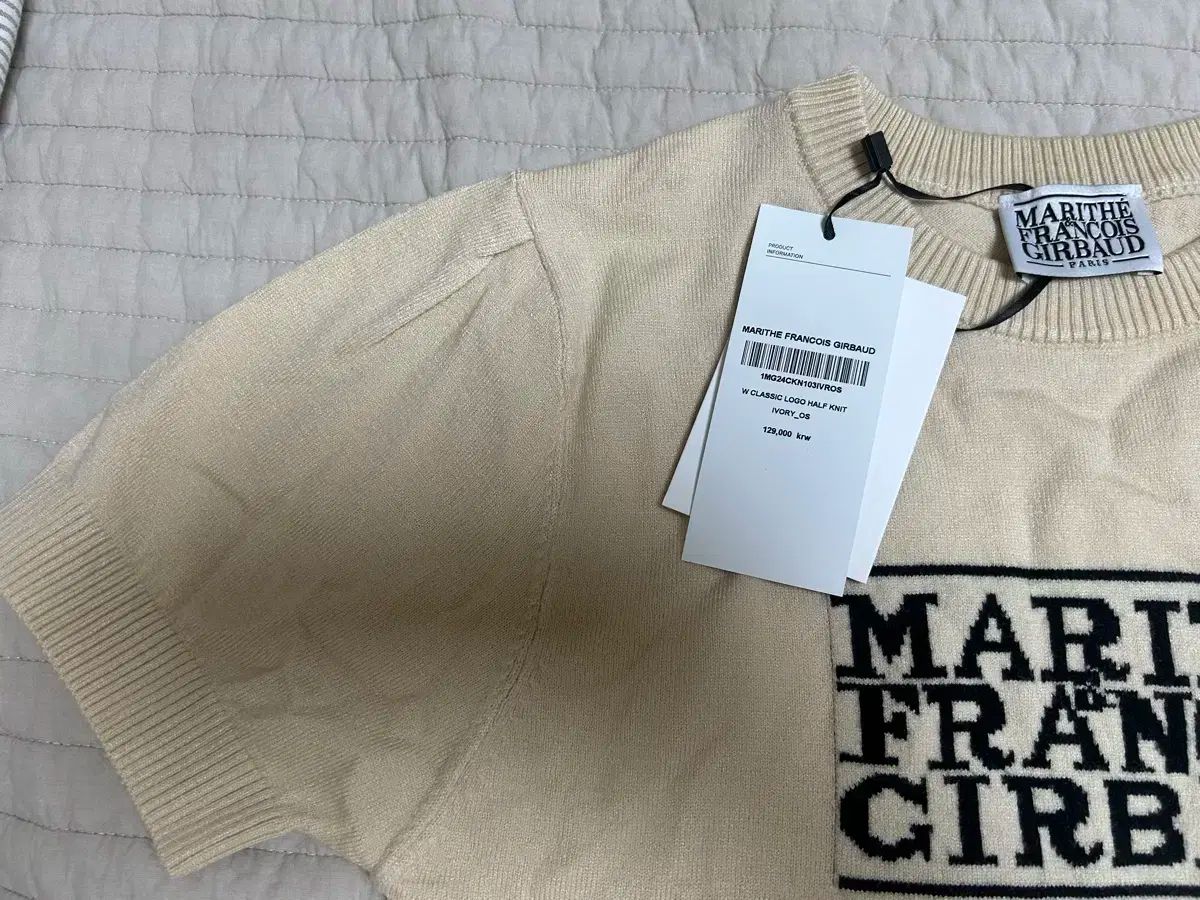 MARITHÉ
&
FRANCOIS
GIRBAUD
PARIS
PRODUCT
INFORMATION
MARITHE FRANCOIS GIRBAUD
1MG24CKN103IVROS
W CLASSIC LOGO HALF KNIT
IVORY_OS
129,000 krw
MARIT
&
FRAN
GIRB